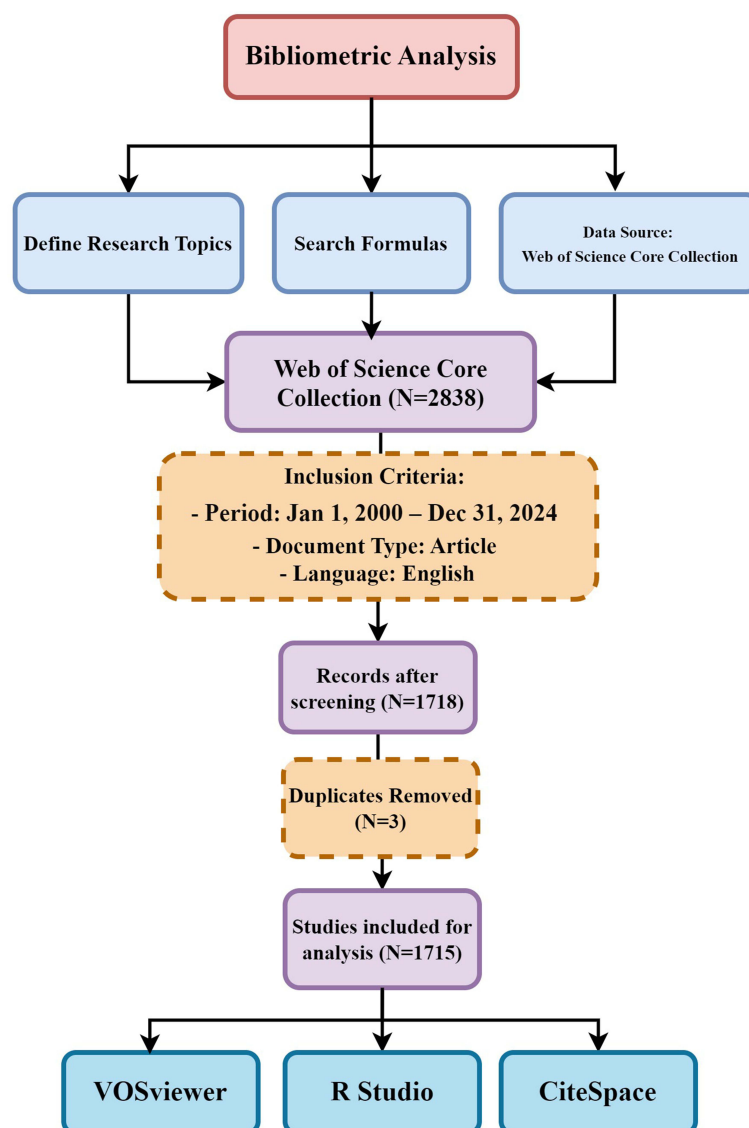 Bibliometric Analysis
Define Research Topics
Search Formulas
Data Source:
Web of Science Core Collection
Web of Science Core
Collection (N=2838)
Inclusion Criteria:
- Period: Jan 1, 2000 – Dec 31, 2024
- Document Type: Article
- Language: English
Records after
screening (N=1718)
Duplicates Removed
(N=3)
Studies included for
analysis (N=1715)
VOSviewer
R Studio
CiteSpace